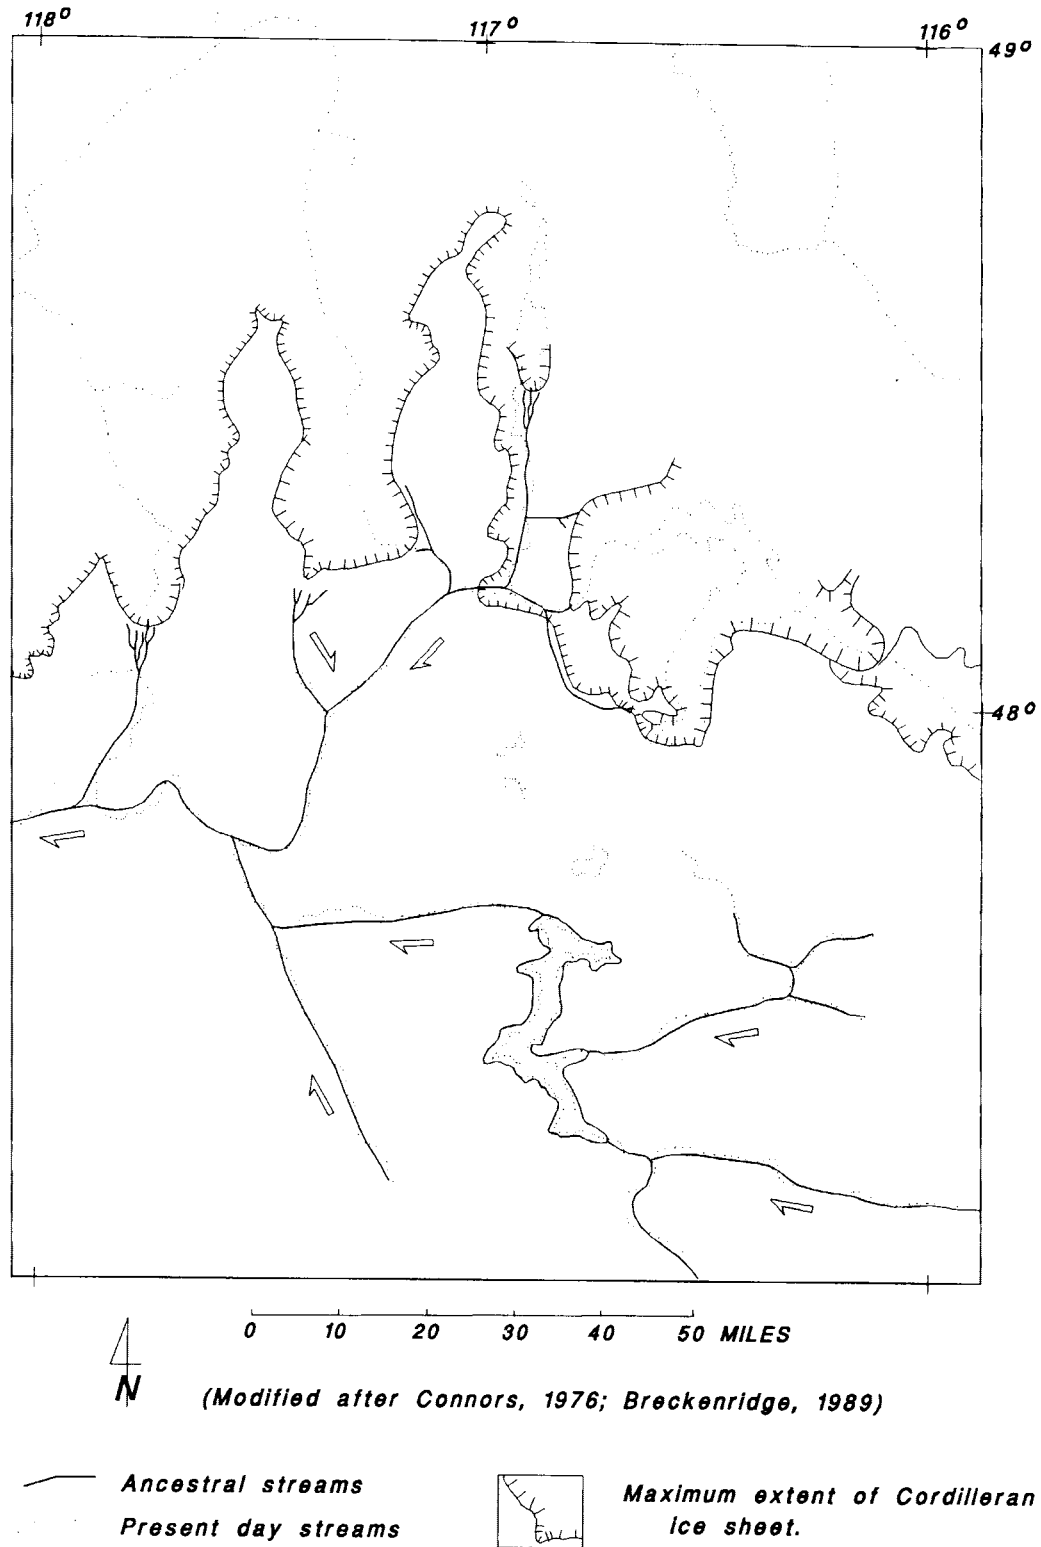 118°
117°
116°
49°
48°
0 10 20 30 40 50 MILES
N
(Modified after Connors, 1976; Breckenridge, 1989)
Ancestral streams
Present day streams
Maximum extent of Cordilleran
ice sheet.